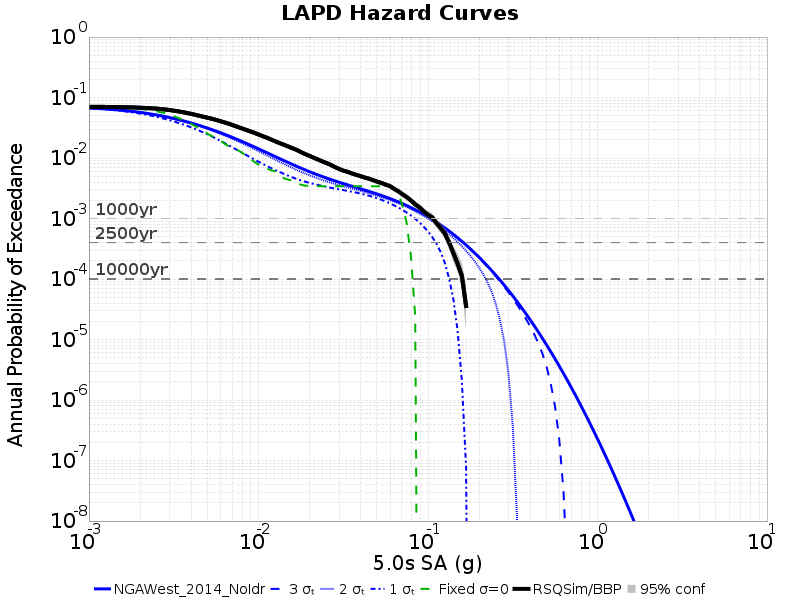 LAPD Hazard Curves
Annual Probability of Exceedance
10^0
10^-1
10^-2
10^-3
10^-4
10^-5
10^-6
10^-7
10^-8
1000yr
2500yr
10000yr
10^-3 10^-2 10^-1 10^0 10^1
5.0s SA (g)
NGAWest_2014_NoIdr 3 σₜ 2 σₜ 1 σₜ Fixed σ=0 RSQSim/BBP 95% conf